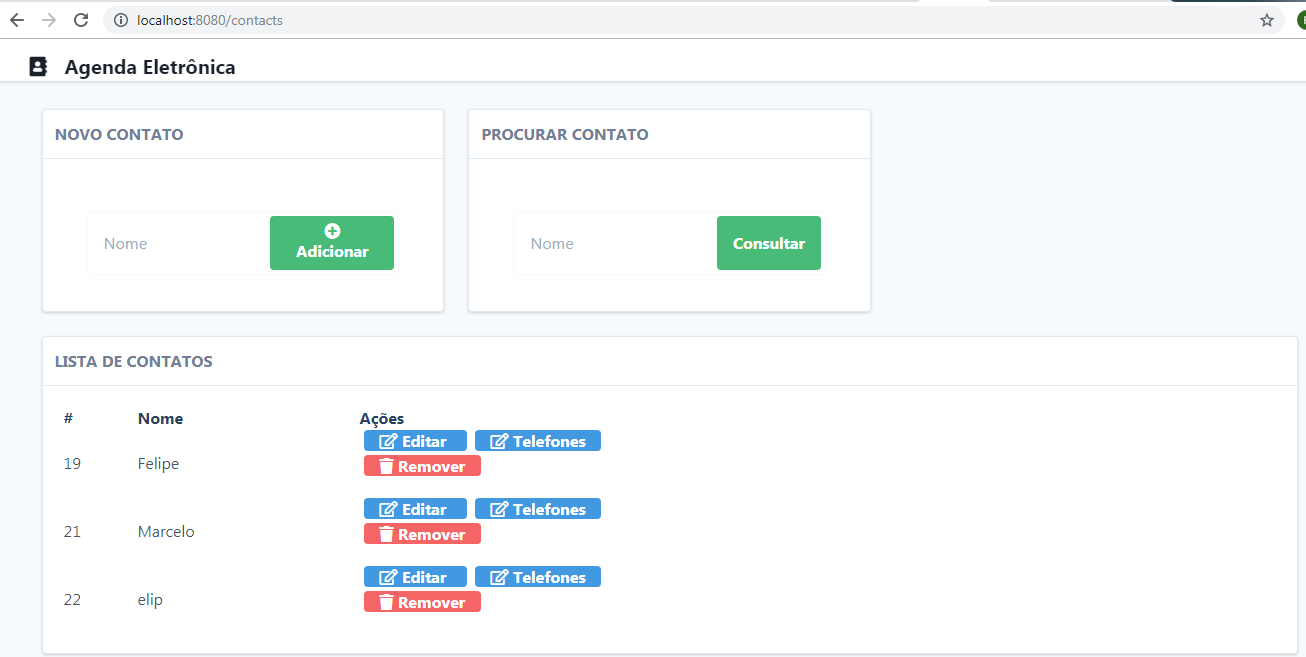 localhost:8080/contacts
Agenda Eletrônica
NOVO CONTATO
Nome
Adicionar
PROCURAR CONTATO
Nome
Consultar
LISTA DE CONTATOS
# Nome Ações
19 Felipe Editar Telefones
Remover
21 Marcelo Editar Telefones
Remover
22 elip Editar Telefones
Remover